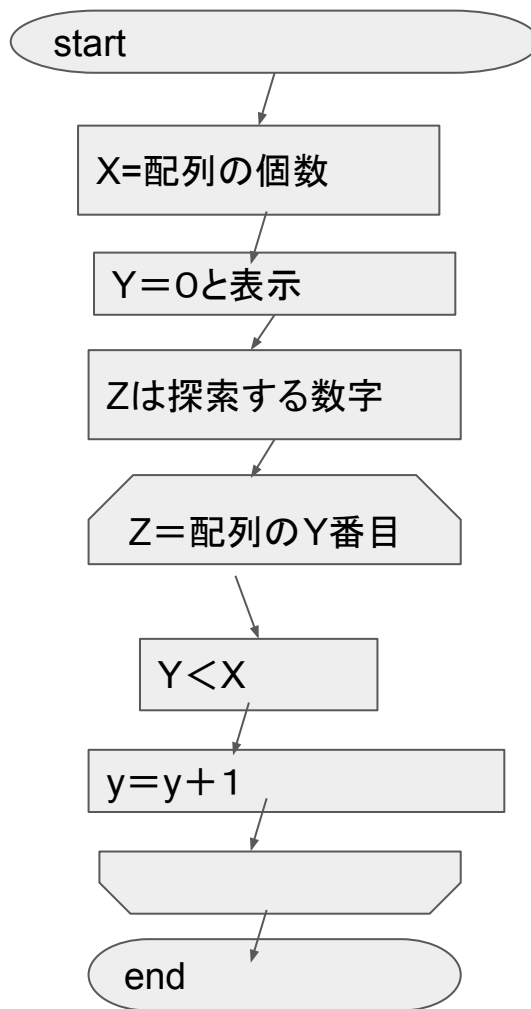 start
X=配列の個数
Y＝0と表示
Zは探索する数字
Z＝配列のY番目
Y＜X
y＝y＋1
end